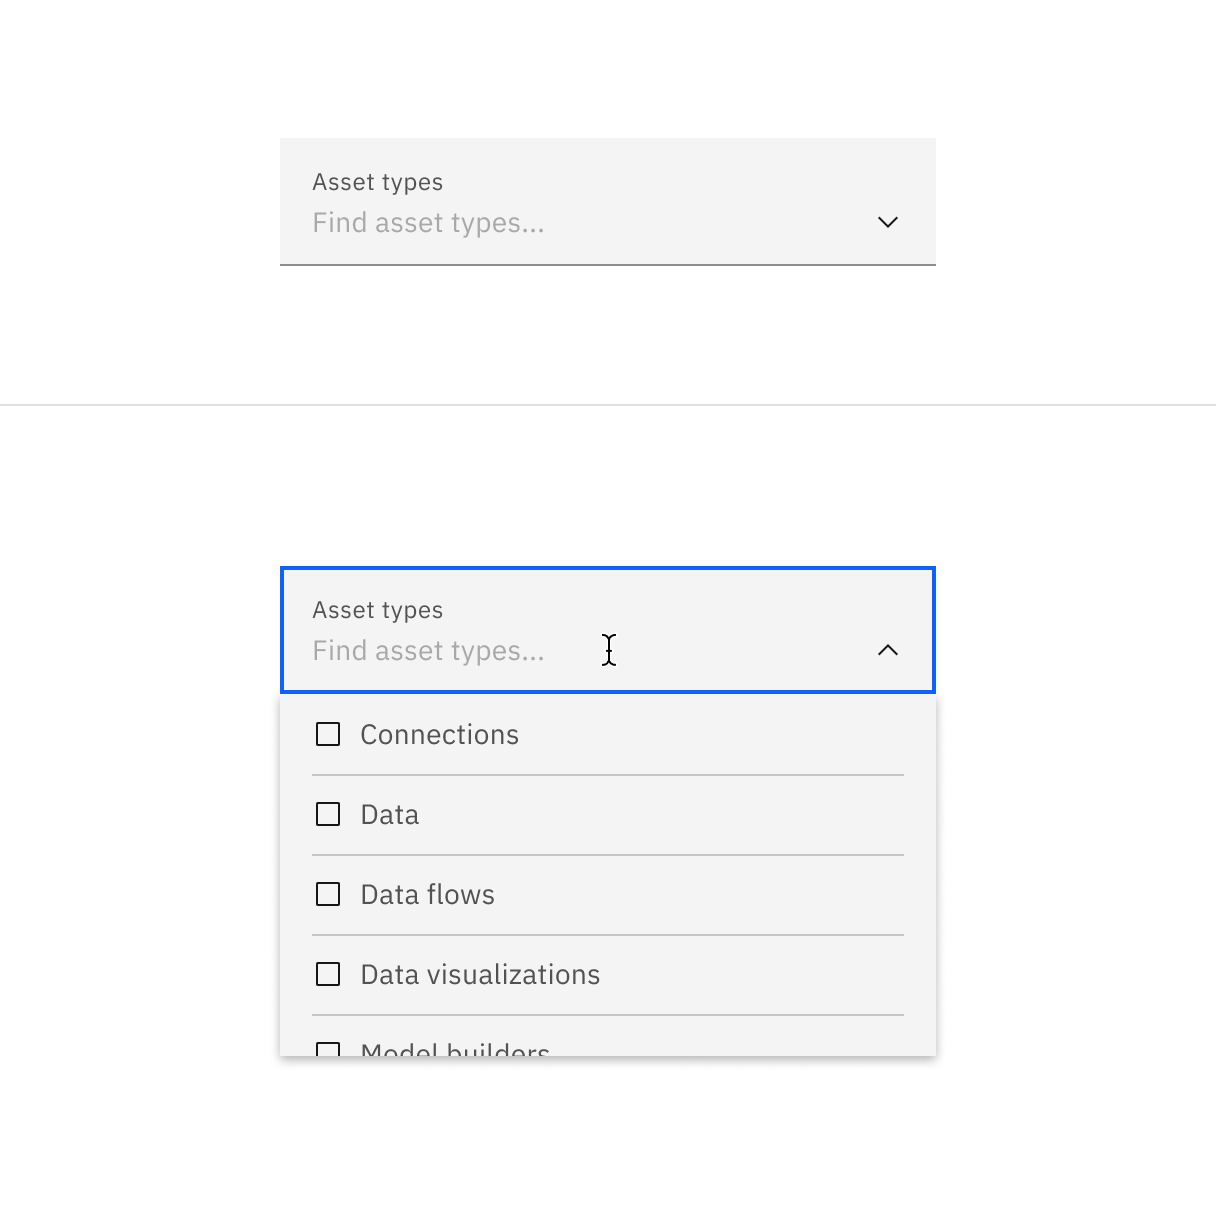 Asset types
Find asset types...
Asset types
Find asset types...
Connections
Data
Data flows
Data visualizations
Model builders